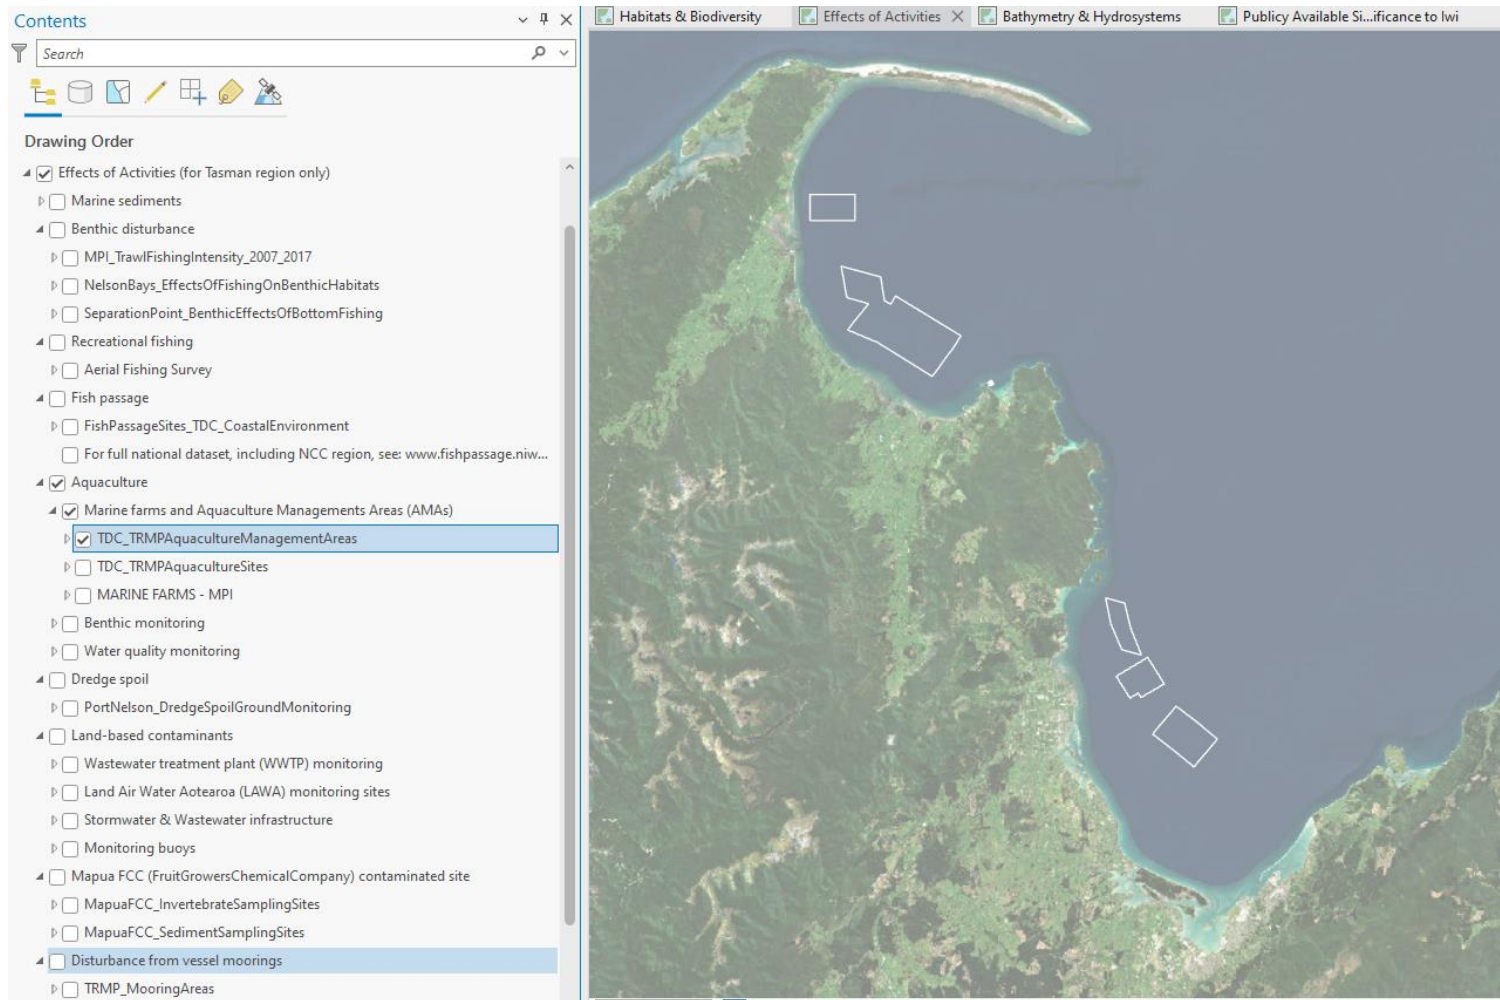 Contents
Search
Drawing Order
Effects of Activities (for Tasman region only)
Marine sediments
Benthic disturbance
MPI_TrawlFishingIntensity_2007_2017
NelsonBays_EffectsOfFishingOnBenthicHabitats
SeparationPoint_BenthicEffectsOfBottomFishing
Recreational fishing
Aerial Fishing Survey
Fish passage
FishPassageSites_TDC_CoastalEnvironment
For full national dataset, including NCC region, see: www.fishpassage.niw...
Aquaculture
Marine farms and Aquaculture Managements Areas (AMAs)
TDC_TRMPAquacultureManagementAreas
TDC_TRMPAquacultureSites
MARINE FARMS - MPI
Benthic monitoring
Water quality monitoring
Dredge spoil
PortNelson_DredgeSpoilGroundMonitoring
Land-based contaminants
Wastewater treatment plant (WWTP) monitoring
Land Air Water Aotearoa (LAWA) monitoring sites
Stormwater & Wastewater infrastructure
Monitoring buoys
Mapua FCC (FruitGrowersChemicalCompany) contaminated site
MapuaFCC_InvertebrateSamplingSites
MapuaFCC_SedimentSamplingSites
Disturbance from vessel moorings
TRMP_MooringAreas
Habitats & Biodiversity
Effects of Activities
Bathymetry & Hydrosystems
Publicy Available Si...ificance to Iwi